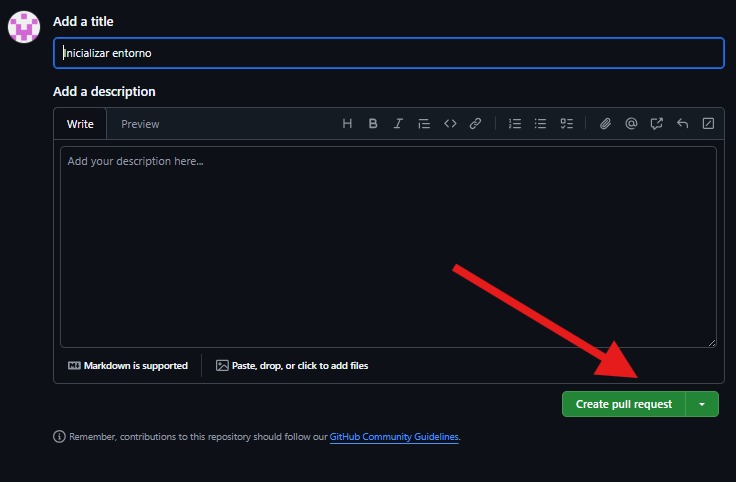 Add a title
Inicializar entorno
Add a description
Write Preview
Add your description here...
Markdown is supported Paste, drop, or click to add files
Create pull request
Remember, contributions to this repository should follow our GitHub Community Guidelines.